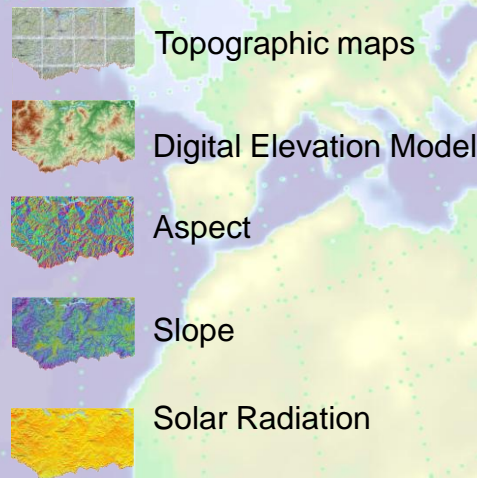 Topographic maps
Digital Elevation Model
Aspect
Slope
Solar Radiation